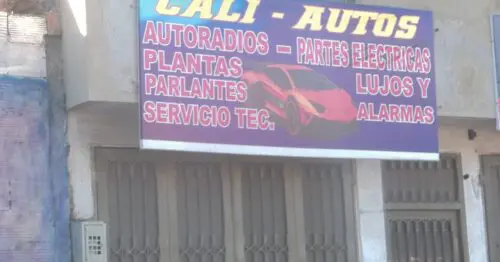 CALI - AUTOS
AUTORADIOS - PARTES ELECTRICAS
PLANTAS
PARLANTES
SERVICIO TEC.
LUJOS Y
ALARMAS